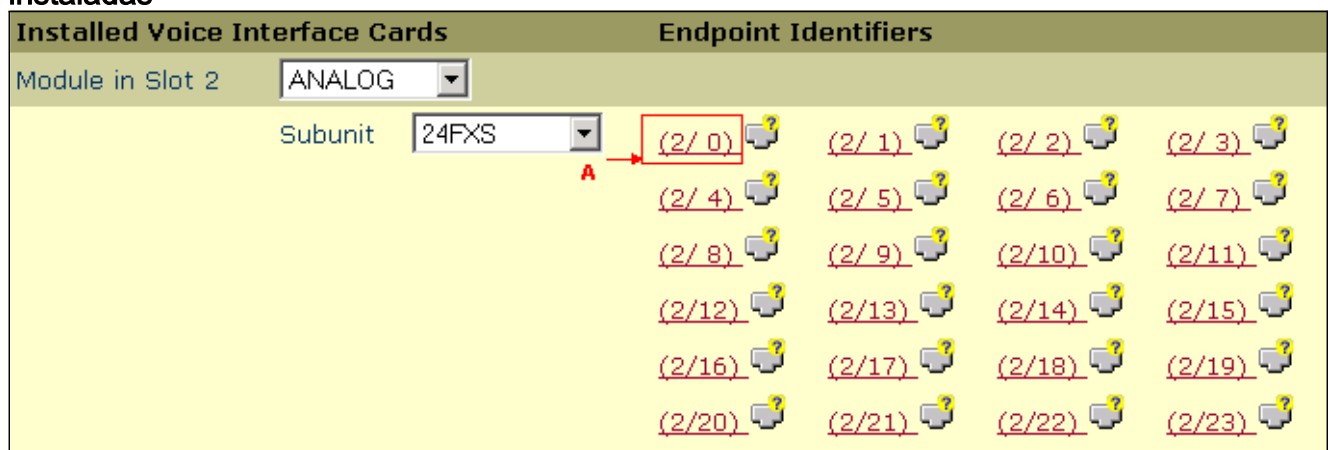 instaladas
Installed Voice Interface Cards Endpoint Identifiers
Module in Slot 2 ANALOG
Subunit 24FXS (2/ 0) ? (2/ 1) ? (2/ 2) ? (2/ 3) ?
A
(2/ 4) ? (2/ 5) ? (2/ 6) ? (2/ 7) ?
(2/ 8) ? (2/ 9) ? (2/10) ? (2/11) ?
(2/12) ? (2/13) ? (2/14) ? (2/15) ?
(2/16) ? (2/17) ? (2/18) ? (2/19) ?
(2/20) ? (2/21) ? (2/22) ? (2/23) ?